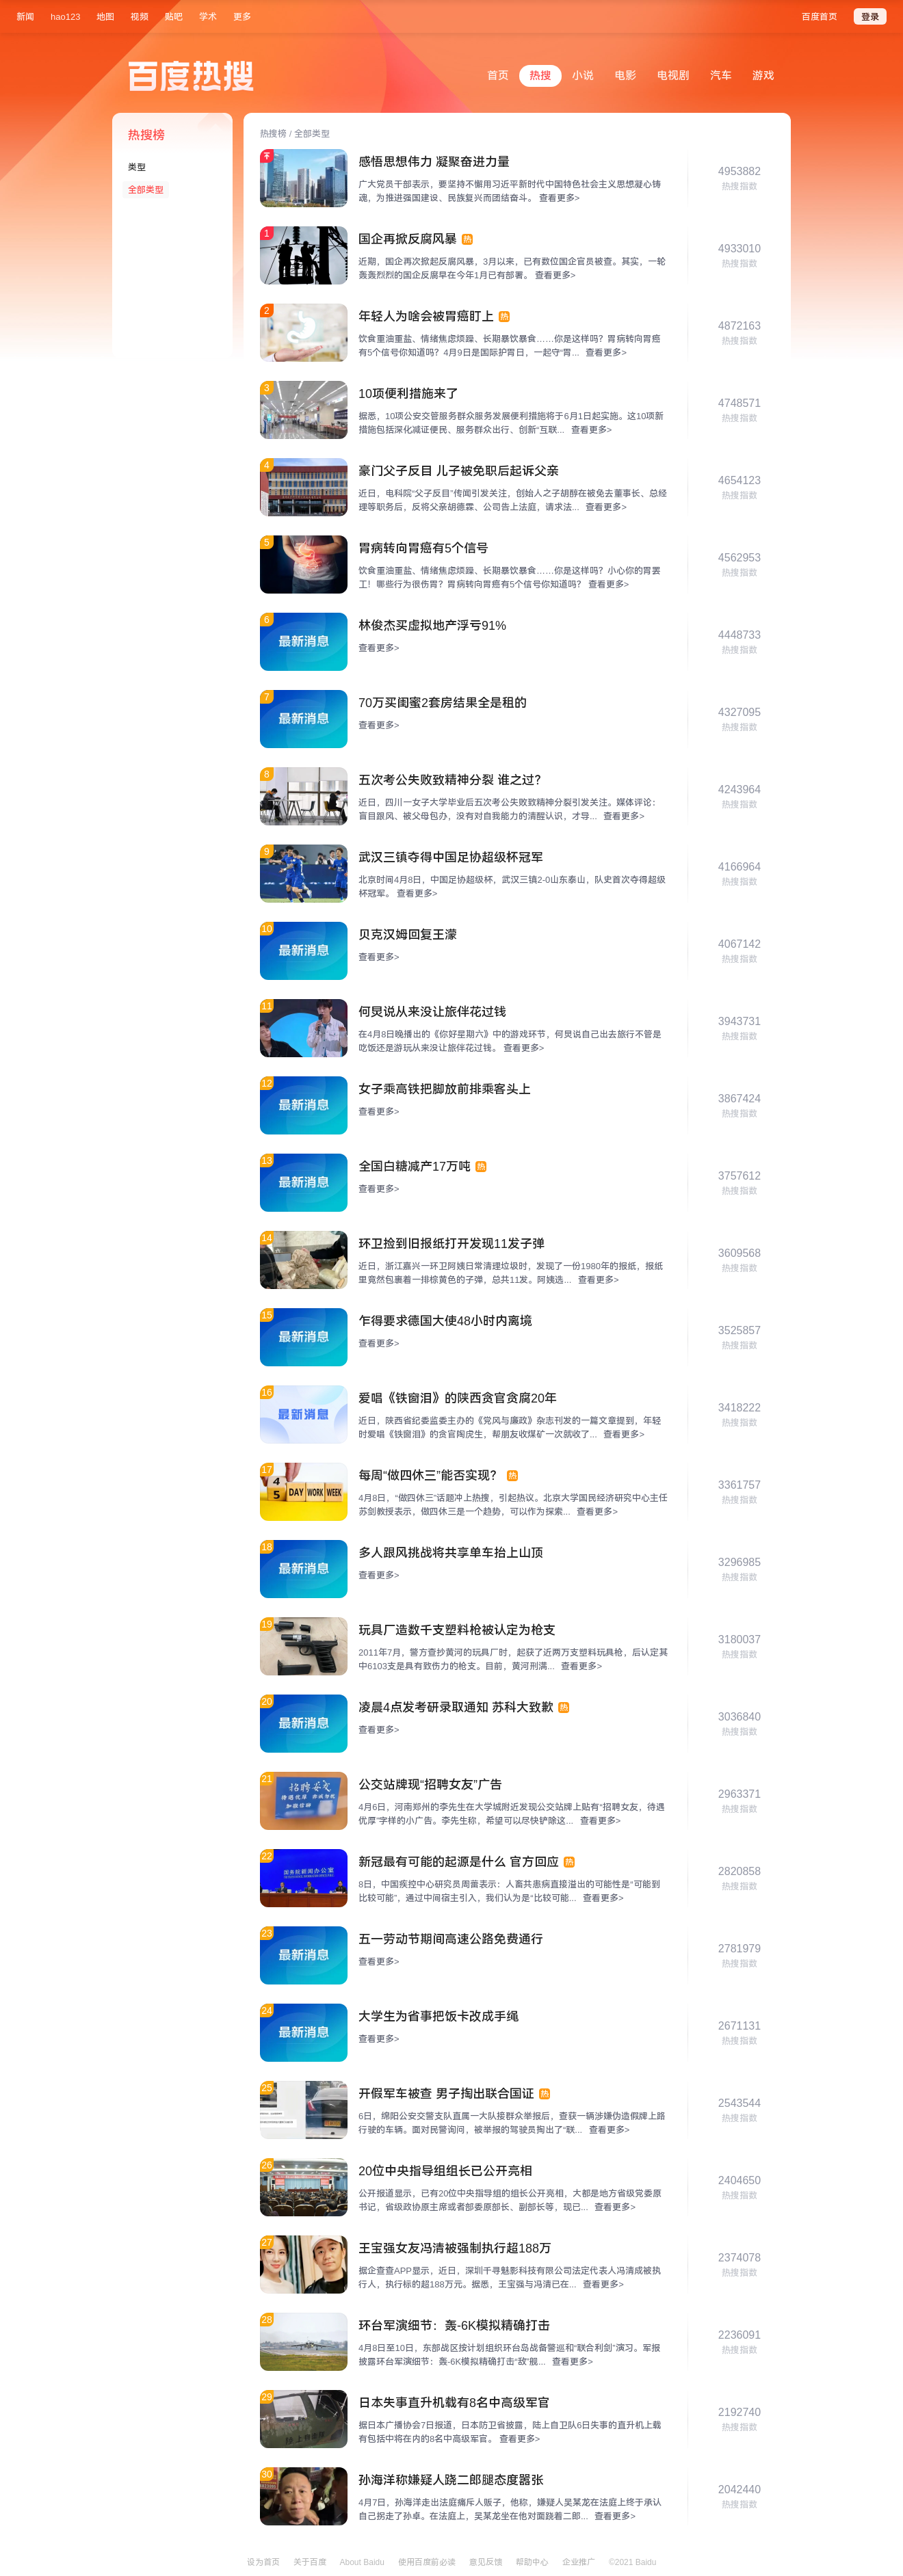 新闻 hao123 地图 视频 贴吧 学术 更多 百度首页 登录
百度热搜
首页 热搜 小说 电影 电视剧 汽车 游戏
热搜榜
类型
全部类型
热搜榜 / 全部类型
感悟思想伟力 凝聚奋进力量
广大党员干部表示，要坚持不懈用习近平新时代中国特色社会主义思想凝心铸
魂，为推进强国建设、民族复兴而团结奋斗。 查看更多>
4953882
热搜指数
1
国企再掀反腐风暴 热
近期，国企再次掀起反腐风暴，3月以来，已有数位国企官员被查。其实，一轮
轰轰烈烈的国企反腐早在今年1月已有部署。 查看更多>
4933010
热搜指数
2
年轻人为啥会被胃癌盯上 热
饮食重油重盐、情绪焦虑烦躁、长期暴饮暴食……你是这样吗？胃病转向胃癌
有5个信号你知道吗？4月9日是国际护胃日，一起守“胃... 查看更多>
4872163
热搜指数
3
10项便利措施来了
据悉，10项公安交管服务群众服务发展便利措施将于6月1日起实施。这10项新
措施包括深化减证便民、服务群众出行、创新“互联... 查看更多>
4748571
热搜指数
4
豪门父子反目 儿子被免职后起诉父亲
近日，电科院“父子反目”传闻引发关注，创始人之子胡醇在被免去董事长、总经
理等职务后，反将父亲胡德霖、公司告上法庭，请求法... 查看更多>
4654123
热搜指数
5
胃病转向胃癌有5个信号
饮食重油重盐、情绪焦虑烦躁、长期暴饮暴食……你是这样吗？小心你的胃罢
工！哪些行为很伤胃？胃病转向胃癌有5个信号你知道吗？ 查看更多>
4562953
热搜指数
6
最新消息
林俊杰买虚拟地产浮亏91%
查看更多>
4448733
热搜指数
7
最新消息
70万买闺蜜2套房结果全是租的
查看更多>
4327095
热搜指数
8
五次考公失败致精神分裂 谁之过？
近日，四川一女子大学毕业后五次考公失败致精神分裂引发关注。媒体评论：
盲目跟风、被父母包办，没有对自我能力的清醒认识，才导... 查看更多>
4243964
热搜指数
9
武汉三镇夺得中国足协超级杯冠军
北京时间4月8日，中国足协超级杯，武汉三镇2-0山东泰山，队史首次夺得超级
杯冠军。 查看更多>
4166964
热搜指数
10
最新消息
贝克汉姆回复王濛
查看更多>
4067142
热搜指数
11
何炅说从来没让旅伴花过钱
在4月8日晚播出的《你好星期六》中的游戏环节，何炅说自己出去旅行不管是
吃饭还是游玩从来没让旅伴花过钱。 查看更多>
3943731
热搜指数
12
最新消息
女子乘高铁把脚放前排乘客头上
查看更多>
3867424
热搜指数
13
最新消息
全国白糖减产17万吨 热
查看更多>
3757612
热搜指数
14
环卫捡到旧报纸打开发现11发子弹
近日，浙江嘉兴一环卫阿姨日常清理垃圾时，发现了一份1980年的报纸，报纸
里竟然包裹着一排棕黄色的子弹，总共11发。阿姨选... 查看更多>
3609568
热搜指数
15
最新消息
乍得要求德国大使48小时内离境
查看更多>
3525857
热搜指数
16
最新消息
爱唱《铁窗泪》的陕西贪官贪腐20年
近日，陕西省纪委监委主办的《党风与廉政》杂志刊发的一篇文章提到，年轻
时爱唱《铁窗泪》的贪官陶虎生，帮朋友收煤矿一次就收了... 查看更多>
3418222
热搜指数
17
4 5 DAY WORK WEEK
每周“做四休三”能否实现？ 热
4月8日，“做四休三”话题冲上热搜，引起热议。北京大学国民经济研究中心主任
苏剑教授表示，做四休三是一个趋势，可以作为探索... 查看更多>
3361757
热搜指数
18
最新消息
多人跟风挑战将共享单车抬上山顶
查看更多>
3296985
热搜指数
19
玩具厂造数千支塑料枪被认定为枪支
2011年7月，警方查抄黄河的玩具厂时，起获了近两万支塑料玩具枪，后认定其
中6103支是具有致伤力的枪支。目前，黄河刑满... 查看更多>
3180037
热搜指数
20
最新消息
凌晨4点发考研录取通知 苏科大致歉 热
查看更多>
3036840
热搜指数
21
公交站牌现“招聘女友”广告
4月6日，河南郑州的李先生在大学城附近发现公交站牌上贴有“招聘女友，待遇
优厚”字样的小广告。李先生称，希望可以尽快铲除这... 查看更多>
2963371
热搜指数
22
新冠最有可能的起源是什么 官方回应 热
8日，中国疾控中心研究员周蕾表示：人畜共患病直接溢出的可能性是“可能到
比较可能”，通过中间宿主引入，我们认为是“比较可能... 查看更多>
2820858
热搜指数
23
最新消息
五一劳动节期间高速公路免费通行
查看更多>
2781979
热搜指数
24
最新消息
大学生为省事把饭卡改成手绳
查看更多>
2671131
热搜指数
25
开假军车被查 男子掏出联合国证 热
6日，绵阳公安交警支队直属一大队接群众举报后，查获一辆涉嫌伪造假牌上路
行驶的车辆。面对民警询问，被举报的驾驶员掏出了“联... 查看更多>
2543544
热搜指数
26
20位中央指导组组长已公开亮相
公开报道显示，已有20位中央指导组的组长公开亮相，大都是地方省级党委原
书记，省级政协原主席或者部委原部长、副部长等，现已... 查看更多>
2404650
热搜指数
27
王宝强女友冯清被强制执行超188万
据企查查APP显示，近日，深圳千寻魅影科技有限公司法定代表人冯清成被执
行人，执行标的超188万元。据悉，王宝强与冯清已在... 查看更多>
2374078
热搜指数
28
环台军演细节：轰-6K模拟精确打击
4月8日至10日，东部战区按计划组织环台岛战备警巡和“联合利剑”演习。军报
披露环台军演细节：轰-6K模拟精确打击“敌”舰... 查看更多>
2236091
热搜指数
29
日本失事直升机载有8名中高级军官
据日本广播协会7日报道，日本防卫省披露，陆上自卫队6日失事的直升机上载
有包括中将在内的8名中高级军官。 查看更多>
2192740
热搜指数
30
孙海洋称嫌疑人跷二郎腿态度嚣张
4月7日，孙海洋走出法庭痛斥人贩子，他称，嫌疑人吴某龙在法庭上终于承认
自己拐走了孙卓。在法庭上，吴某龙坐在他对面跷着二郎... 查看更多>
2042440
热搜指数
设为首页 关于百度 About Baidu 使用百度前必读 意见反馈 帮助中心 企业推广 ©2021 Baidu